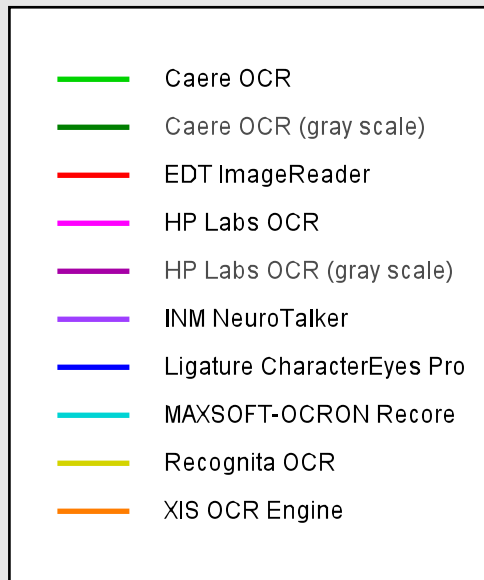 Caere OCR
Caere OCR (gray scale)
EDT ImageReader
HP Labs OCR
HP Labs OCR (gray scale)
INM NeuroTalker
Ligature CharacterEyes Pro
MAXSOFT-OCRON Recore
Recognita OCR
XIS OCR Engine